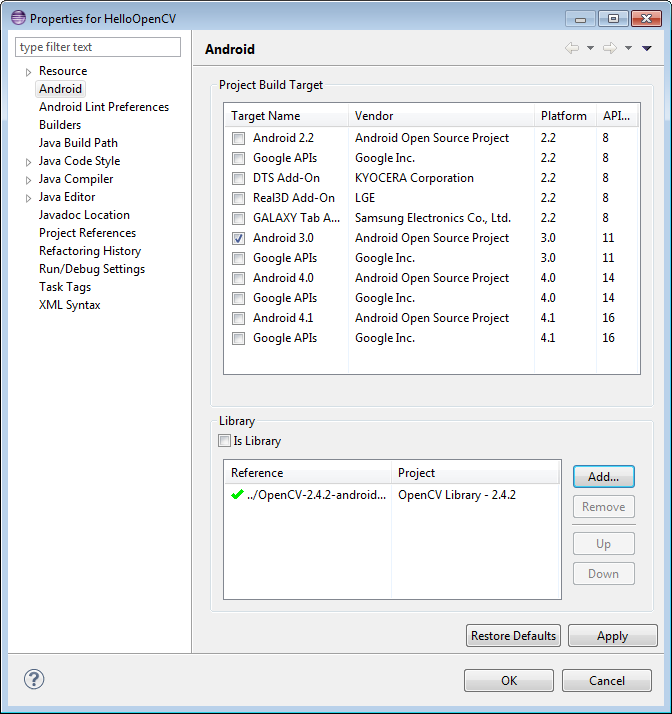 Properties for HelloOpenCV
type filter text
Resource
Android
Android Lint Preferences
Builders
Java Build Path
Java Code Style
Java Compiler
Java Editor
Javadoc Location
Project References
Refactoring History
Run/Debug Settings
Task Tags
XML Syntax
Android
Project Build Target
Target Name Vendor Platform API...
Android 2.2 Android Open Source Project 2.2 8
Google APIs Google Inc. 2.2 8
DTS Add-On KYOCERA Corporation 2.2 8
Real3D Add-On LGE 2.2 8
GALAXY Tab A... Samsung Electronics Co., Ltd. 2.2 8
Android 3.0 Android Open Source Project 3.0 11
Google APIs Google Inc. 3.0 11
Android 4.0 Android Open Source Project 4.0 14
Google APIs Google Inc. 4.0 14
Android 4.1 Android Open Source Project 4.1 16
Google APIs Google Inc. 4.1 16
Library
Is Library
Reference Project
../OpenCV-2.4.2-android... OpenCV Library - 2.4.2
Add...
Remove
Up
Down
Restore Defaults Apply
? OK Cancel